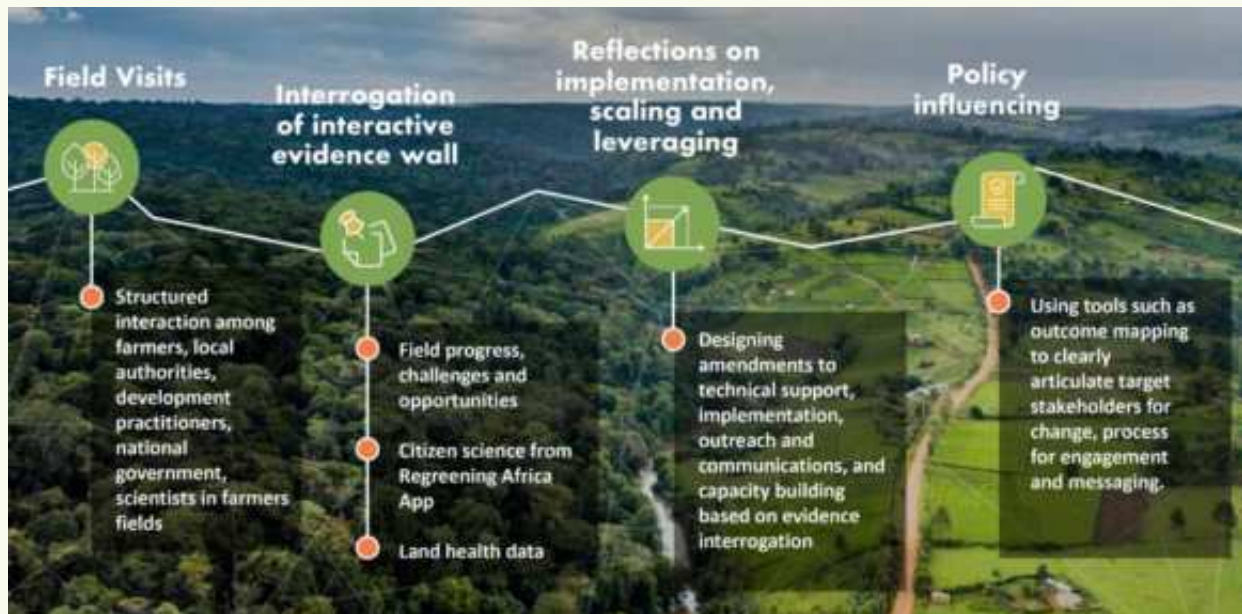 Field Visits
Structured
interaction among
farmers, local
authorities,
development
practitioners,
national
government,
scientists in farmers
fields
Interrogation
of interactive
evidence wall
Field progress,
challenges and
opportunities
Citizen science from
Regreening Africa
App
Land health data
Reflections on
implementation,
scaling and
leveraging
Designing
amendments to
technical support,
implementation,
outreach and
communications, and
capacity building
based on evidence
interrogation
Policy
influencing
Using tools such as
outcome mapping
to clearly
articulate target
stakeholders for
change, process
for engagement
and messaging.